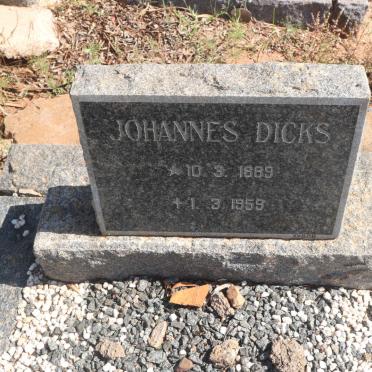 JOHANNES DICKS
* 10. 3. 1889
+ 1. 3. 1959